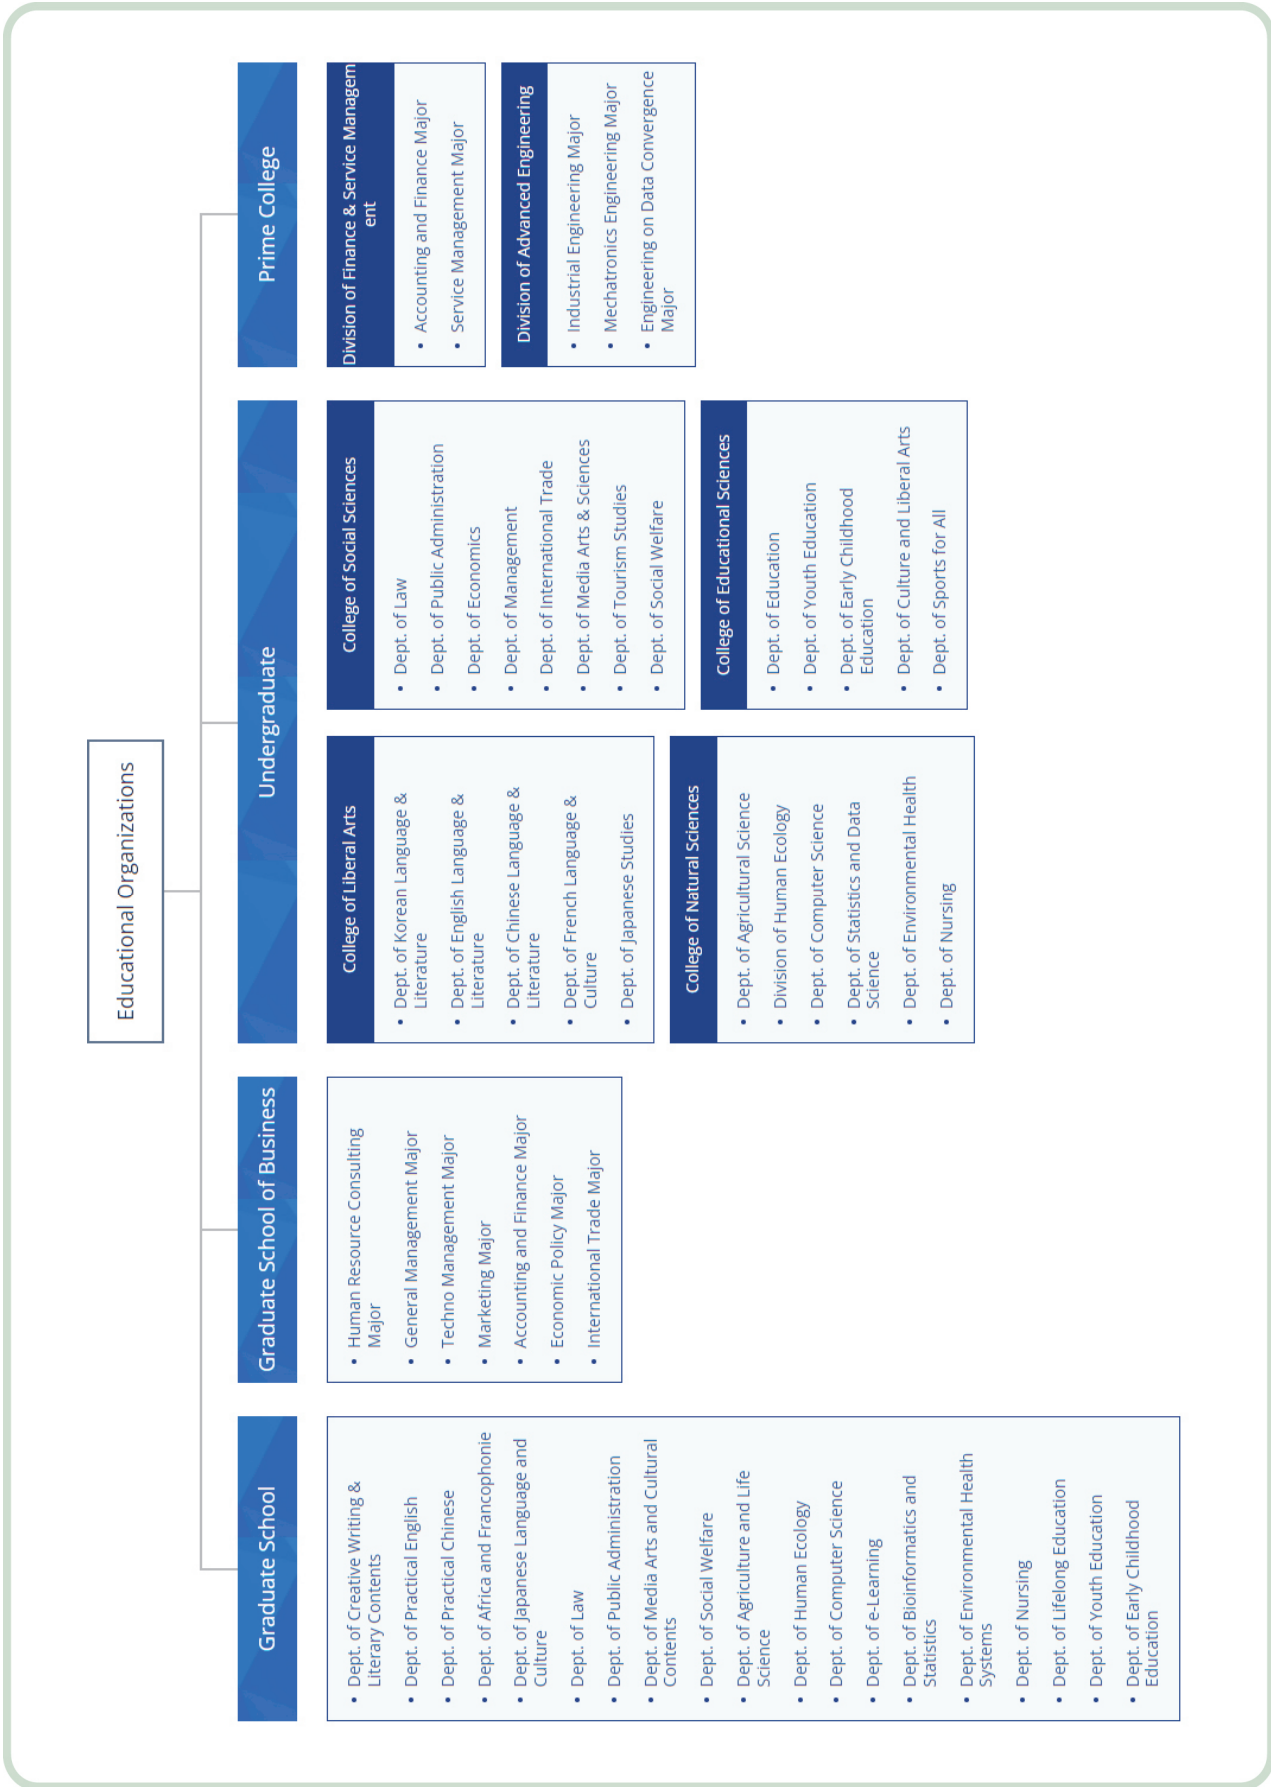 Educational Organizations
Graduate School
• Dept. of Creative Writing &
Literary Contents
• Dept. of Practical English
• Dept. of Practical Chinese
• Dept. of Africa and Francophonie
• Dept. of Japanese Language and
Culture
• Dept. of Law
• Dept. of Public Administration
• Dept. of Media Arts and Cultural
Contents
• Dept. of Social Welfare
• Dept. of Agriculture and Life
Science
• Dept. of Human Ecology
• Dept. of Computer Science
• Dept. of e-Learning
• Dept. of Bioinformatics and
Statistics
• Dept. of Environmental Health
Systems
• Dept. of Nursing
• Dept. of Lifelong Education
• Dept. of Youth Education
• Dept. of Early Childhood
Education
Graduate School of Business
• Human Resource Consulting
Major
• General Management Major
• Techno Management Major
• Marketing Major
• Accounting and Finance Major
• Economic Policy Major
• International Trade Major
Undergraduate
College of Liberal Arts
• Dept. of Korean Language &
Literature
• Dept. of English Language &
Literature
• Dept. of Chinese Language &
Literature
• Dept. of French Language &
Culture
• Dept. of Japanese Studies
College of Social Sciences
• Dept. of Law
• Dept. of Public Administration
• Dept. of Economics
• Dept. of Management
• Dept. of International Trade
• Dept. of Media Arts & Sciences
• Dept. of Tourism Studies
• Dept. of Social Welfare
College of Natural Sciences
• Dept. of Agricultural Science
• Division of Human Ecology
• Dept. of Computer Science
• Dept. of Statistics and Data
Science
• Dept. of Environmental Health
• Dept. of Nursing
College of Educational Sciences
• Dept. of Education
• Dept. of Youth Education
• Dept. of Early Childhood
Education
• Dept. of Culture and Liberal Arts
• Dept. of Sports for All
Prime College
Division of Finance & Service Managem
ent
• Accounting and Finance Major
• Service Management Major
Division of Advanced Engineering
• Industrial Engineering Major
• Mechatronics Engineering Major
• Engineering on Data Convergence
Major